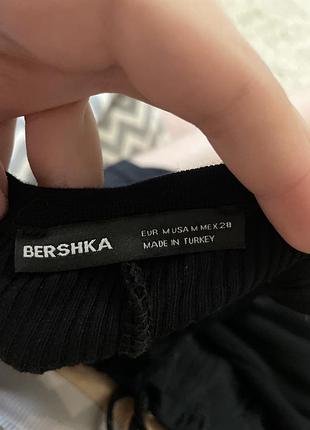 BERSHKA
EUR M USA M MEX 28
MADE IN TURKEY